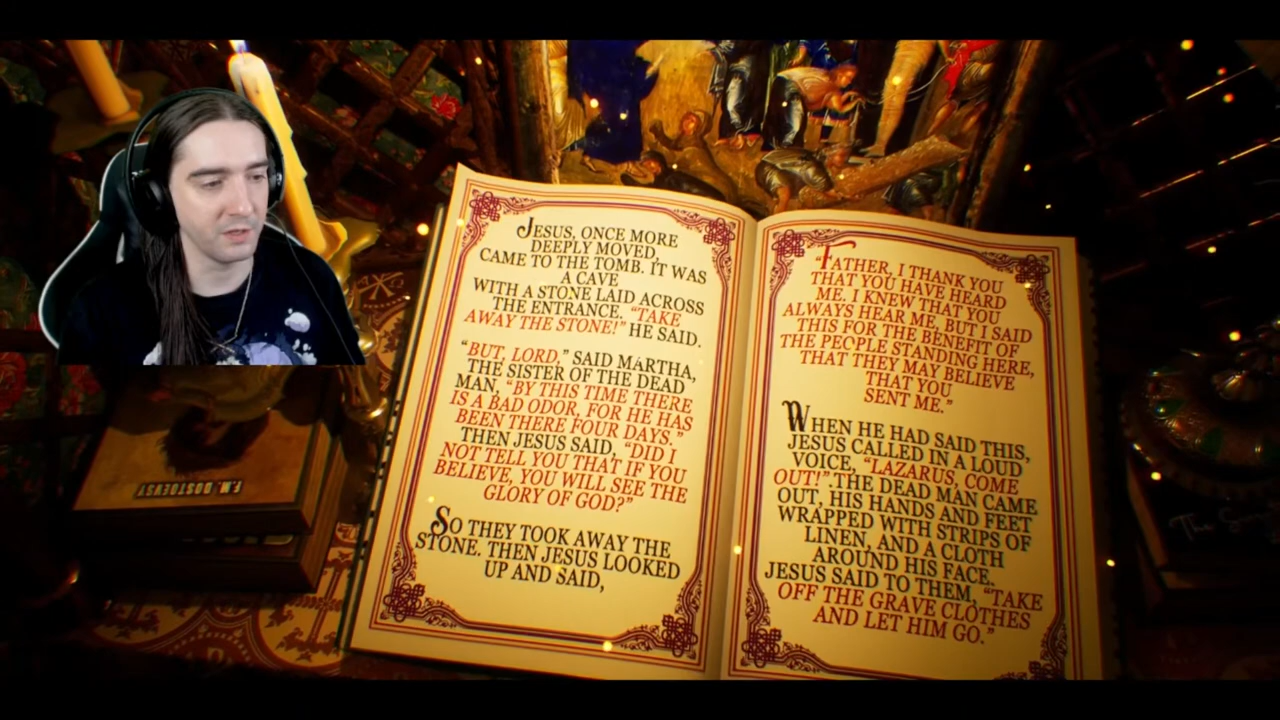 JESUS, ONCE MORE
DEEPLY MOVED,
CAME TO THE TOMB. IT WAS
A CAVE
WITH A STONE LAID ACROSS
THE ENTRANCE. "TAKE
AWAY THE STONE!" HE SAID.
"BUT, LORD," SAID MARTHA,
THE SISTER OF THE DEAD
MAN, "BY THIS TIME THERE
IS A BAD ODOR, FOR HE HAS
BEEN THERE FOUR DAYS."
THEN JESUS SAID, "DID I
NOT TELL YOU THAT IF YOU
BELIEVE, YOU WILL SEE THE
GLORY OF GOD?"
SO THEY TOOK AWAY THE
STONE. THEN JESUS LOOKED
UP AND SAID,
"FATHER, I THANK YOU
THAT YOU HAVE HEARD
ME. I KNEW THAT YOU
ALWAYS HEAR ME, BUT I SAID
THIS FOR THE BENEFIT OF
THE PEOPLE STANDING HERE,
THAT THEY MAY BELIEVE
THAT YOU
SENT ME."
WHEN HE HAD SAID THIS,
JESUS CALLED IN A LOUD
VOICE, "LAZARUS, COME
OUT!" THE DEAD MAN CAME
OUT, HIS HANDS AND FEET
WRAPPED WITH STRIPS OF
LINEN, AND A CLOTH
AROUND HIS FACE.
JESUS SAID TO THEM, "TAKE
OFF THE GRAVE CLOTHES
AND LET HIM GO."
F.M. DOSTOEVSY
The